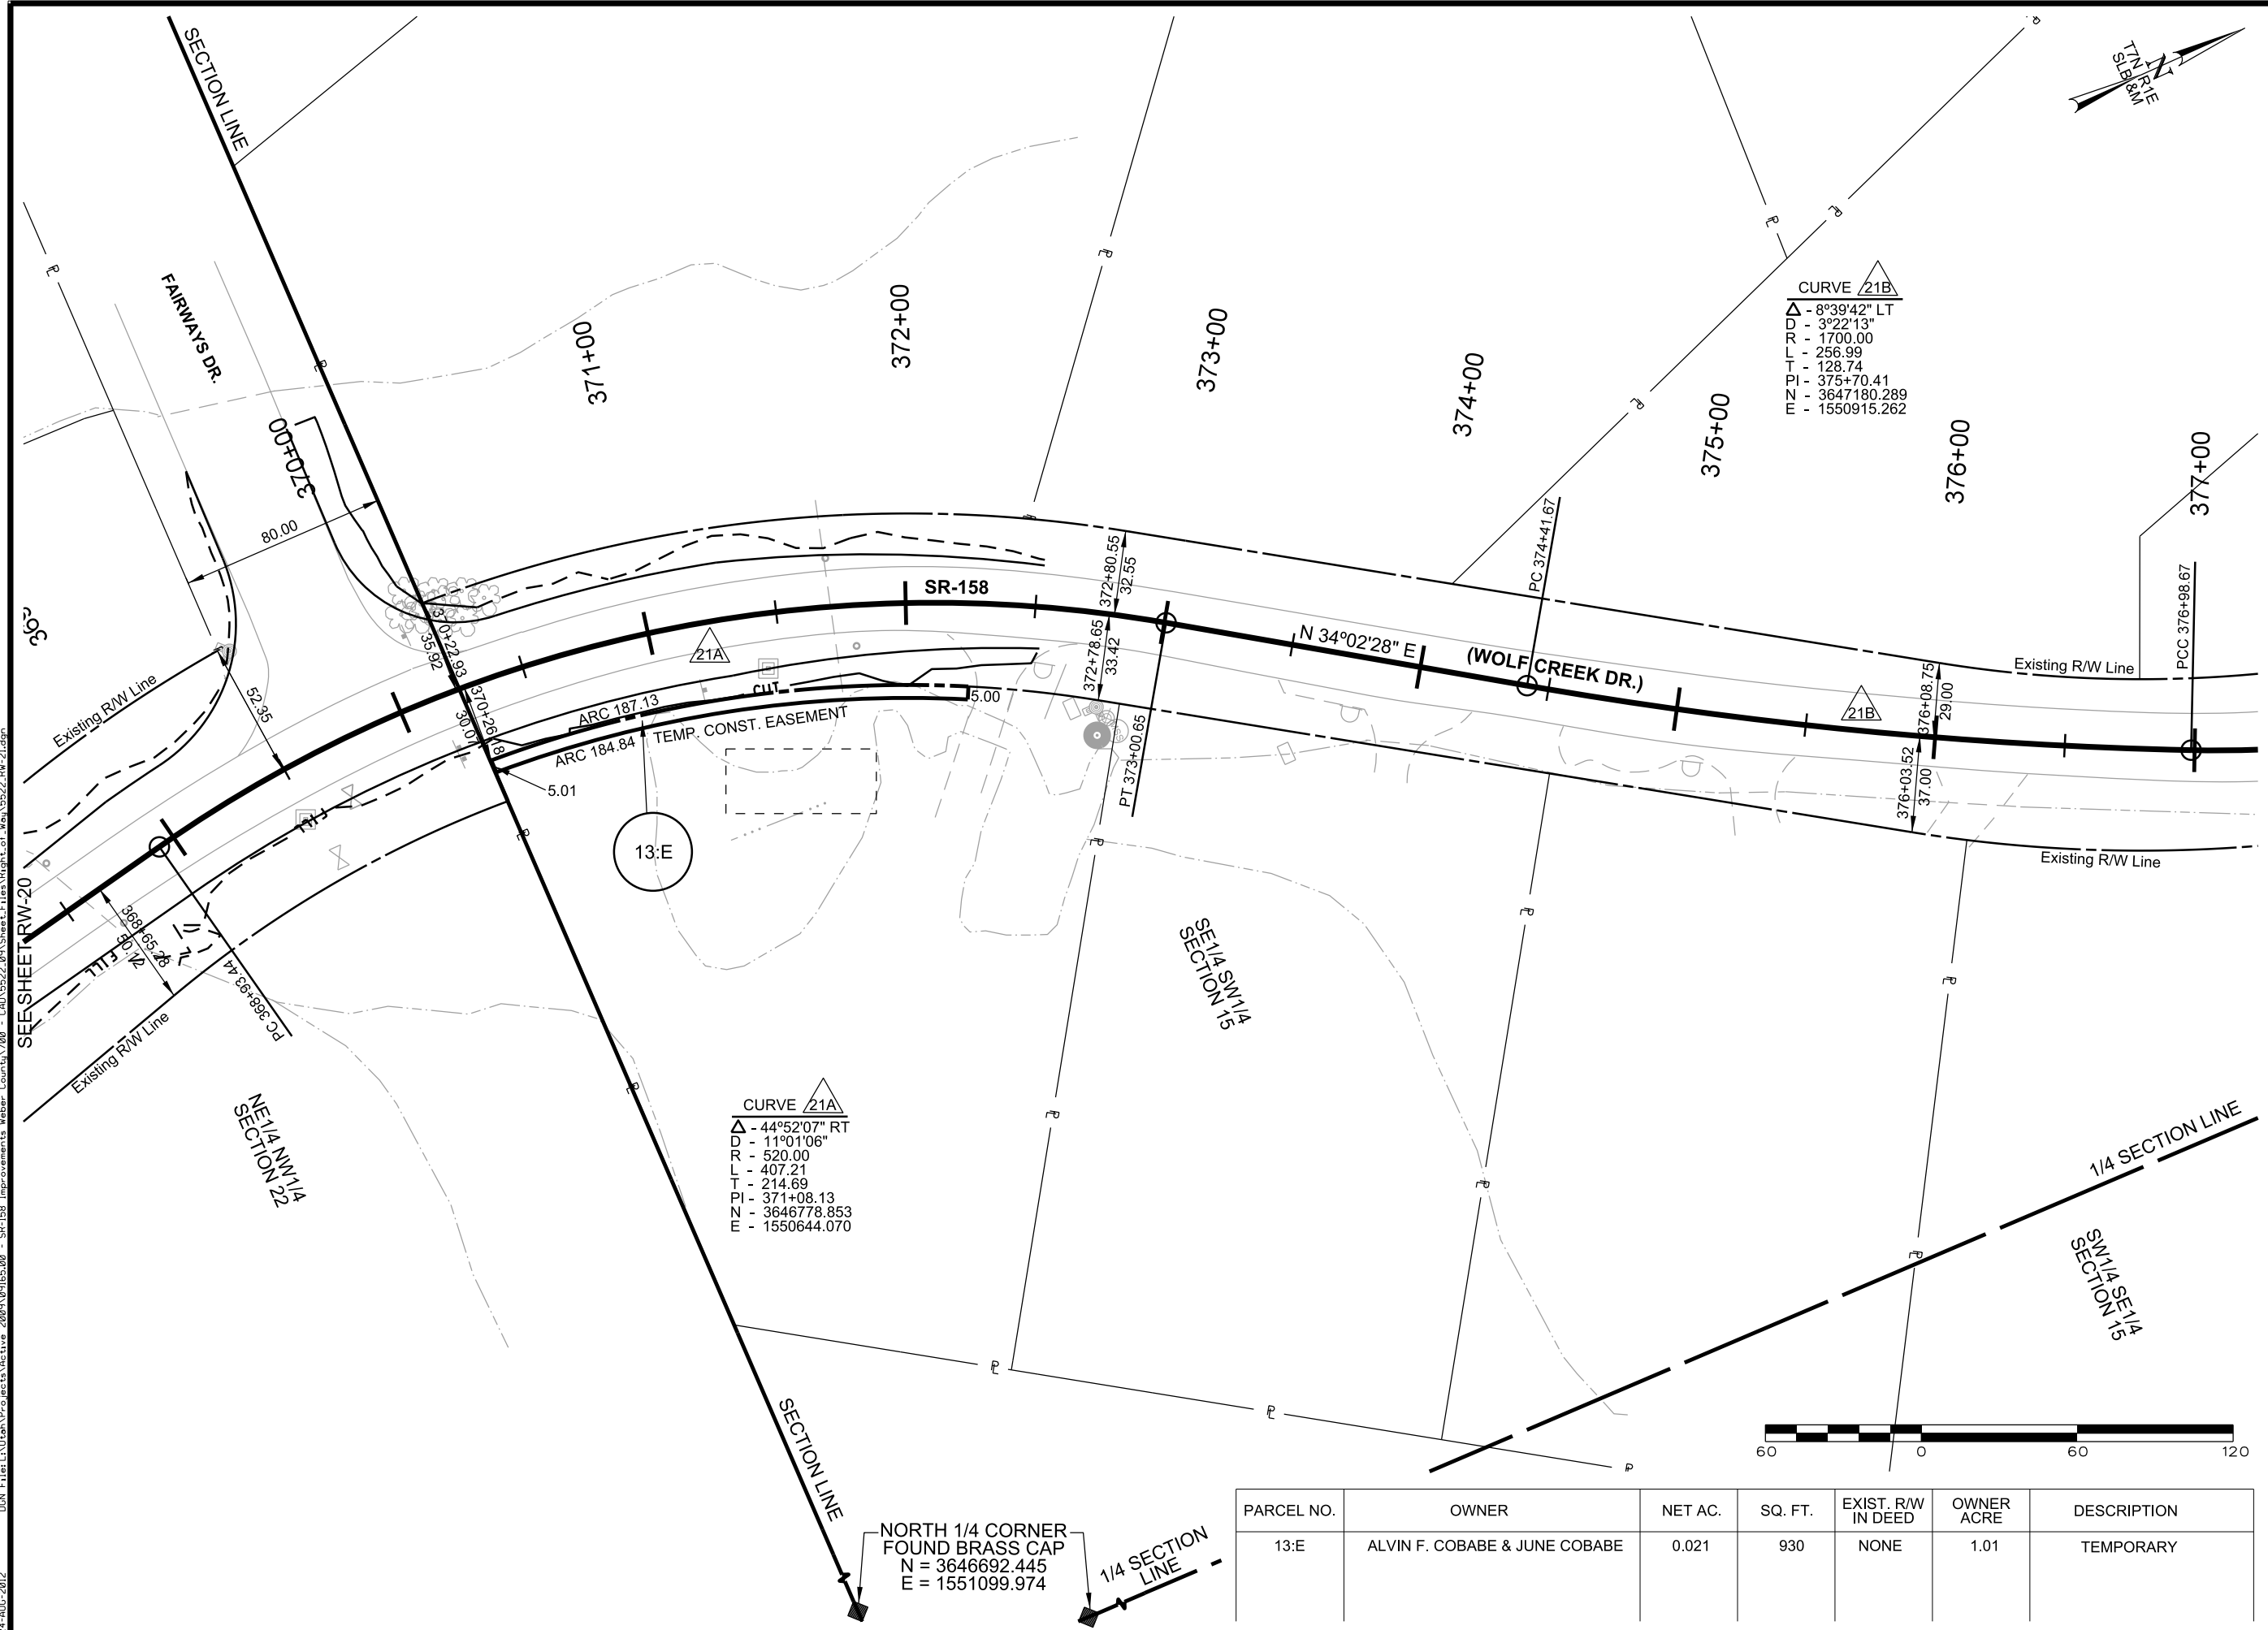 SECTION LINE
T7N R1E
SLB&M
N
FAIRWAYS DR.
370+00
371+00
372+00
373+00
374+00
375+00
376+00
377+00
CURVE 21B
Δ - 8°39'42" LT
D - 3°22'13"
R - 1700.00
L - 256.99
T - 128.74
PI - 375+70.41
N - 3647180.289
E - 1550915.262
80.00
370+22.93
35.92
SR-158
372+80.55
32.55
PC 374+41.67
N 34°02'28" E
(WOLF CREEK DR.)
PCC 376+98.67
Existing R/W Line
376+08.75
29.00
21A
21B
372+78.65
33.42
CUT
5.00
ARC 187.13
TEMP. CONST. EASEMENT
ARC 184.84
30.07
5.01
52.35
Existing R/W Line
PT 373+00.65
376+03.52
37.00
Existing R/W Line
FILL
13:E
SEE SHEET RW-20
368+65.28
50.12
FILL
PC 368+93.44
Existing R/W Line
SE1/4 SW1/4
SECTION 15
NE1/4 NW1/4
SECTION 22
CURVE 21A
Δ - 44°52'07" RT
D - 11°01'06"
R - 520.00
L - 407.21
T - 214.69
PI - 371+08.13
N - 3646778.853
E - 1550644.070
1/4 SECTION LINE
SW1/4 SE1/4
SECTION 15
SECTION LINE
60 0 60 120
NORTH 1/4 CORNER
FOUND BRASS CAP
N = 3646692.445
E = 1551099.974
1/4 SECTION
LINE
PARCEL NO. OWNER NET AC. SQ. FT. EXIST. R/W IN DEED OWNER ACRE DESCRIPTION
13:E ALVIN F. COBABE & JUNE COBABE 0.021 930 NONE 1.01 TEMPORARY